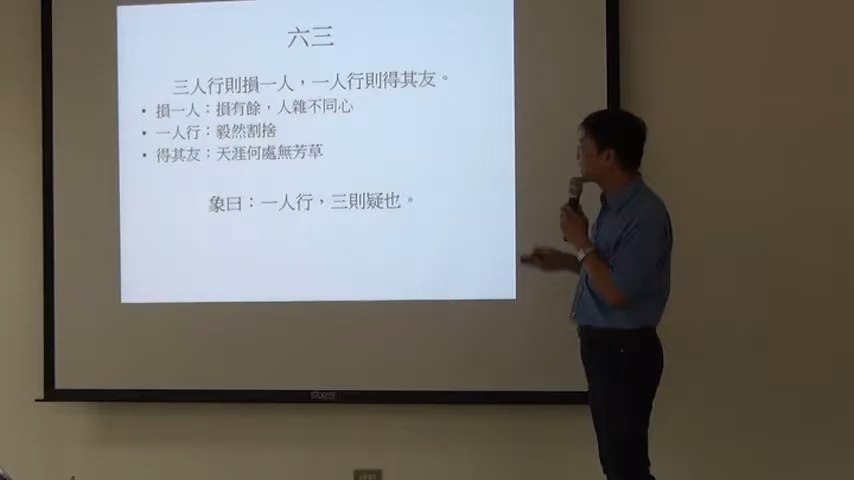 六三
三人行則損一人，一人行則得其友。
• 損一人：損有餘，人雜不同心
• 一人行：毅然割捨
• 得其友：天涯何處無芳草
象曰：一人行，三則疑也。